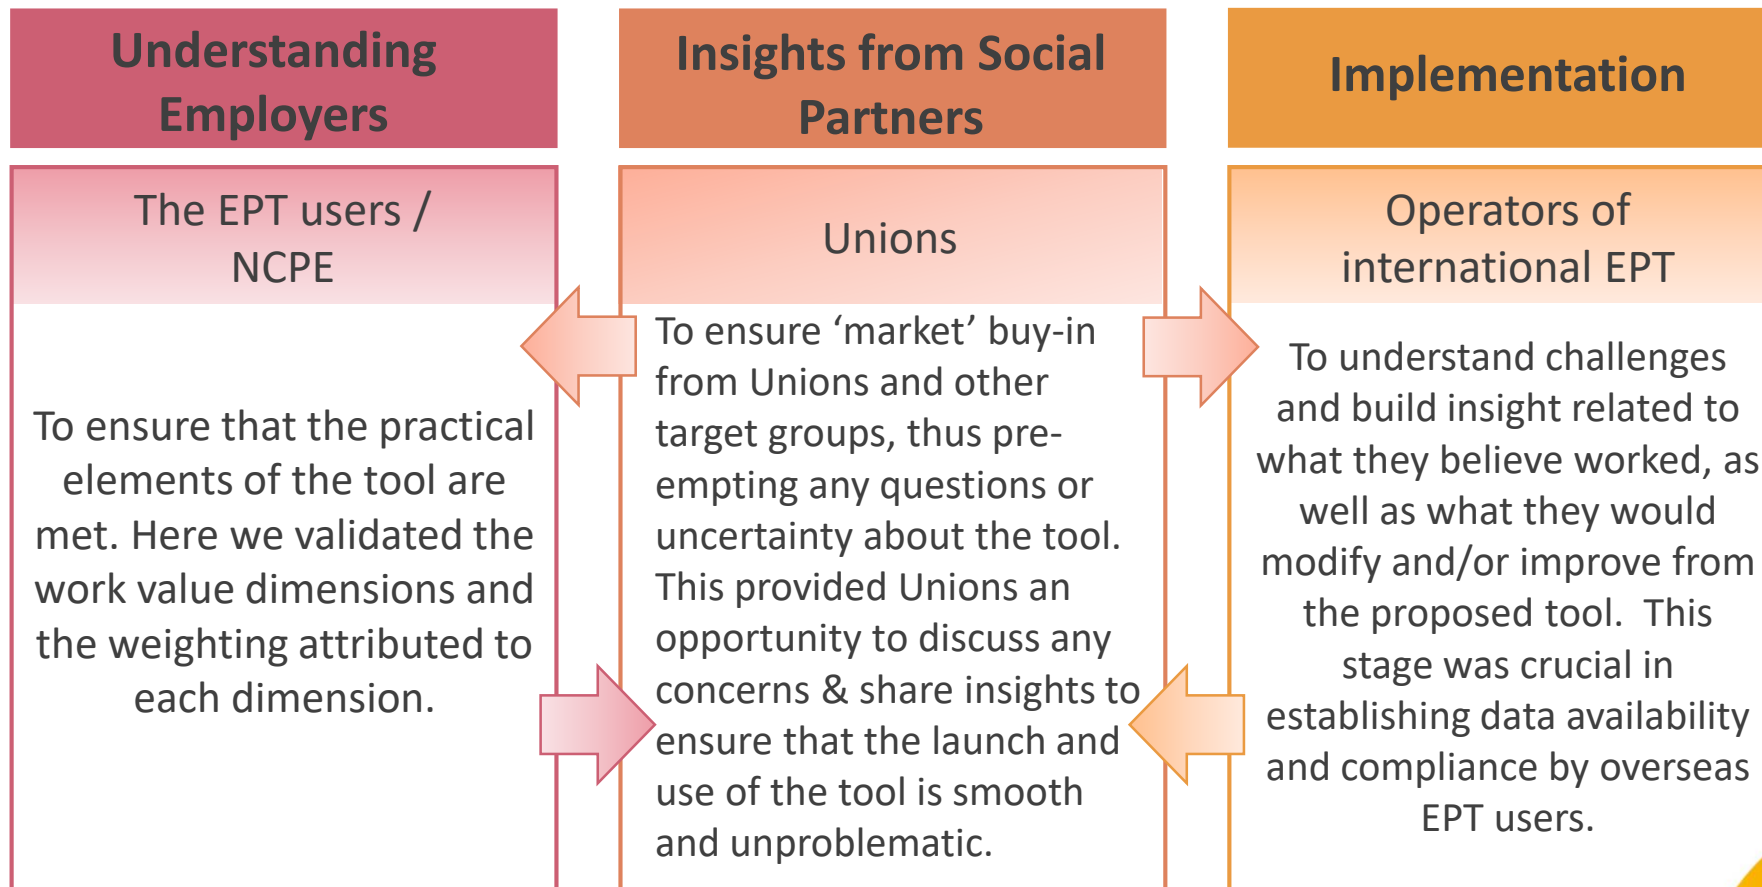 Understanding
Employers
The EPT users /
NCPE
To ensure that the practical
elements of the tool are
met. Here we validated the
work value dimensions and
the weighting attributed to
each dimension.
Insights from Social
Partners
Unions
To ensure ‘market’ buy-in
from Unions and other
target groups, thus pre-
empting any questions or
uncertainty about the tool.
This provided Unions an
opportunity to discuss any
concerns & share insights to
ensure that the launch and
use of the tool is smooth
and unproblematic.
Implementation
Operators of
international EPT
To understand challenges
and build insight related to
what they believe worked, as
well as what they would
modify and/or improve from
the proposed tool.  This
stage was crucial in
establishing data availability
and compliance by overseas
EPT users.